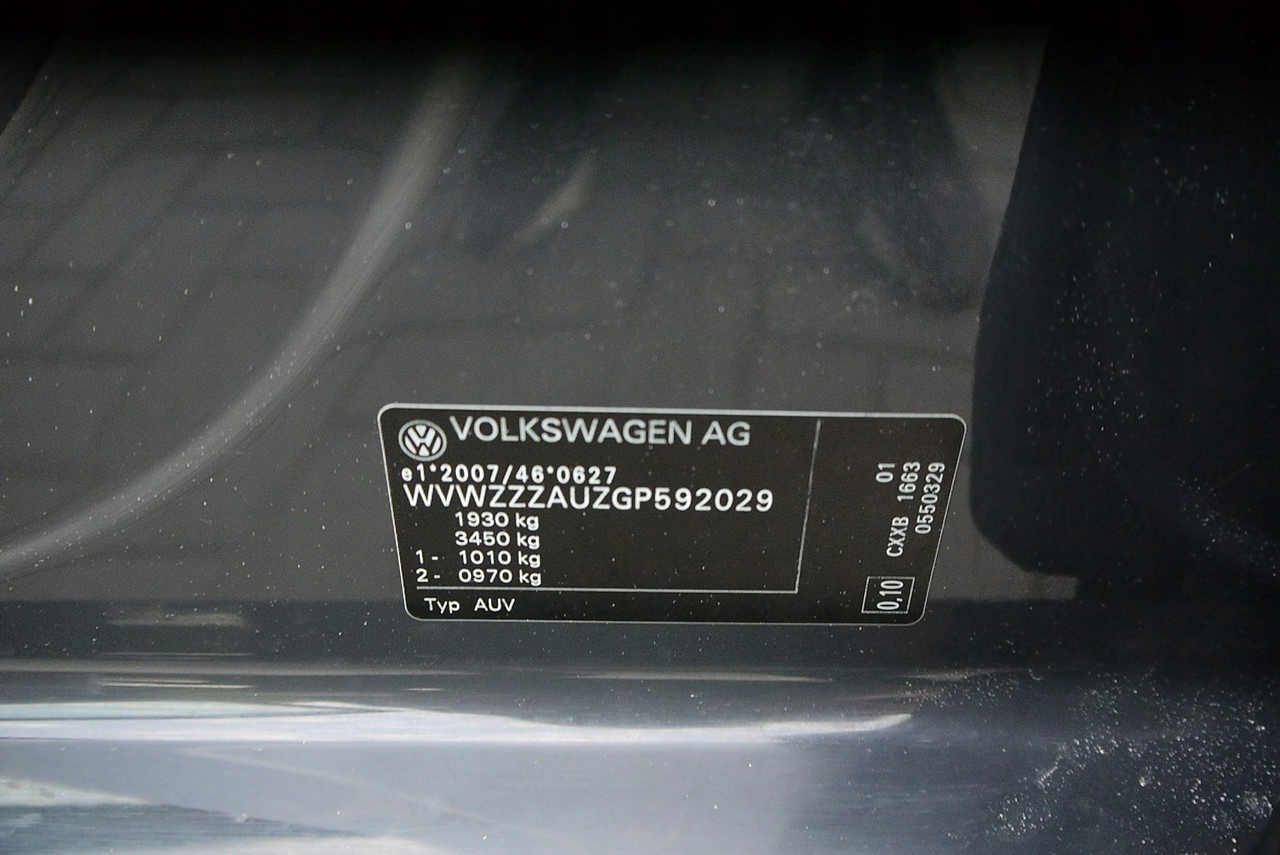 VOLKSWAGEN AG
e1*2007/46*0627
WVWZZZAUZGP592029
1930 kg
3450 kg
1- 1010 kg
2- 0970 kg
Typ AUV
01
CXXB 1663
0550329
0,10